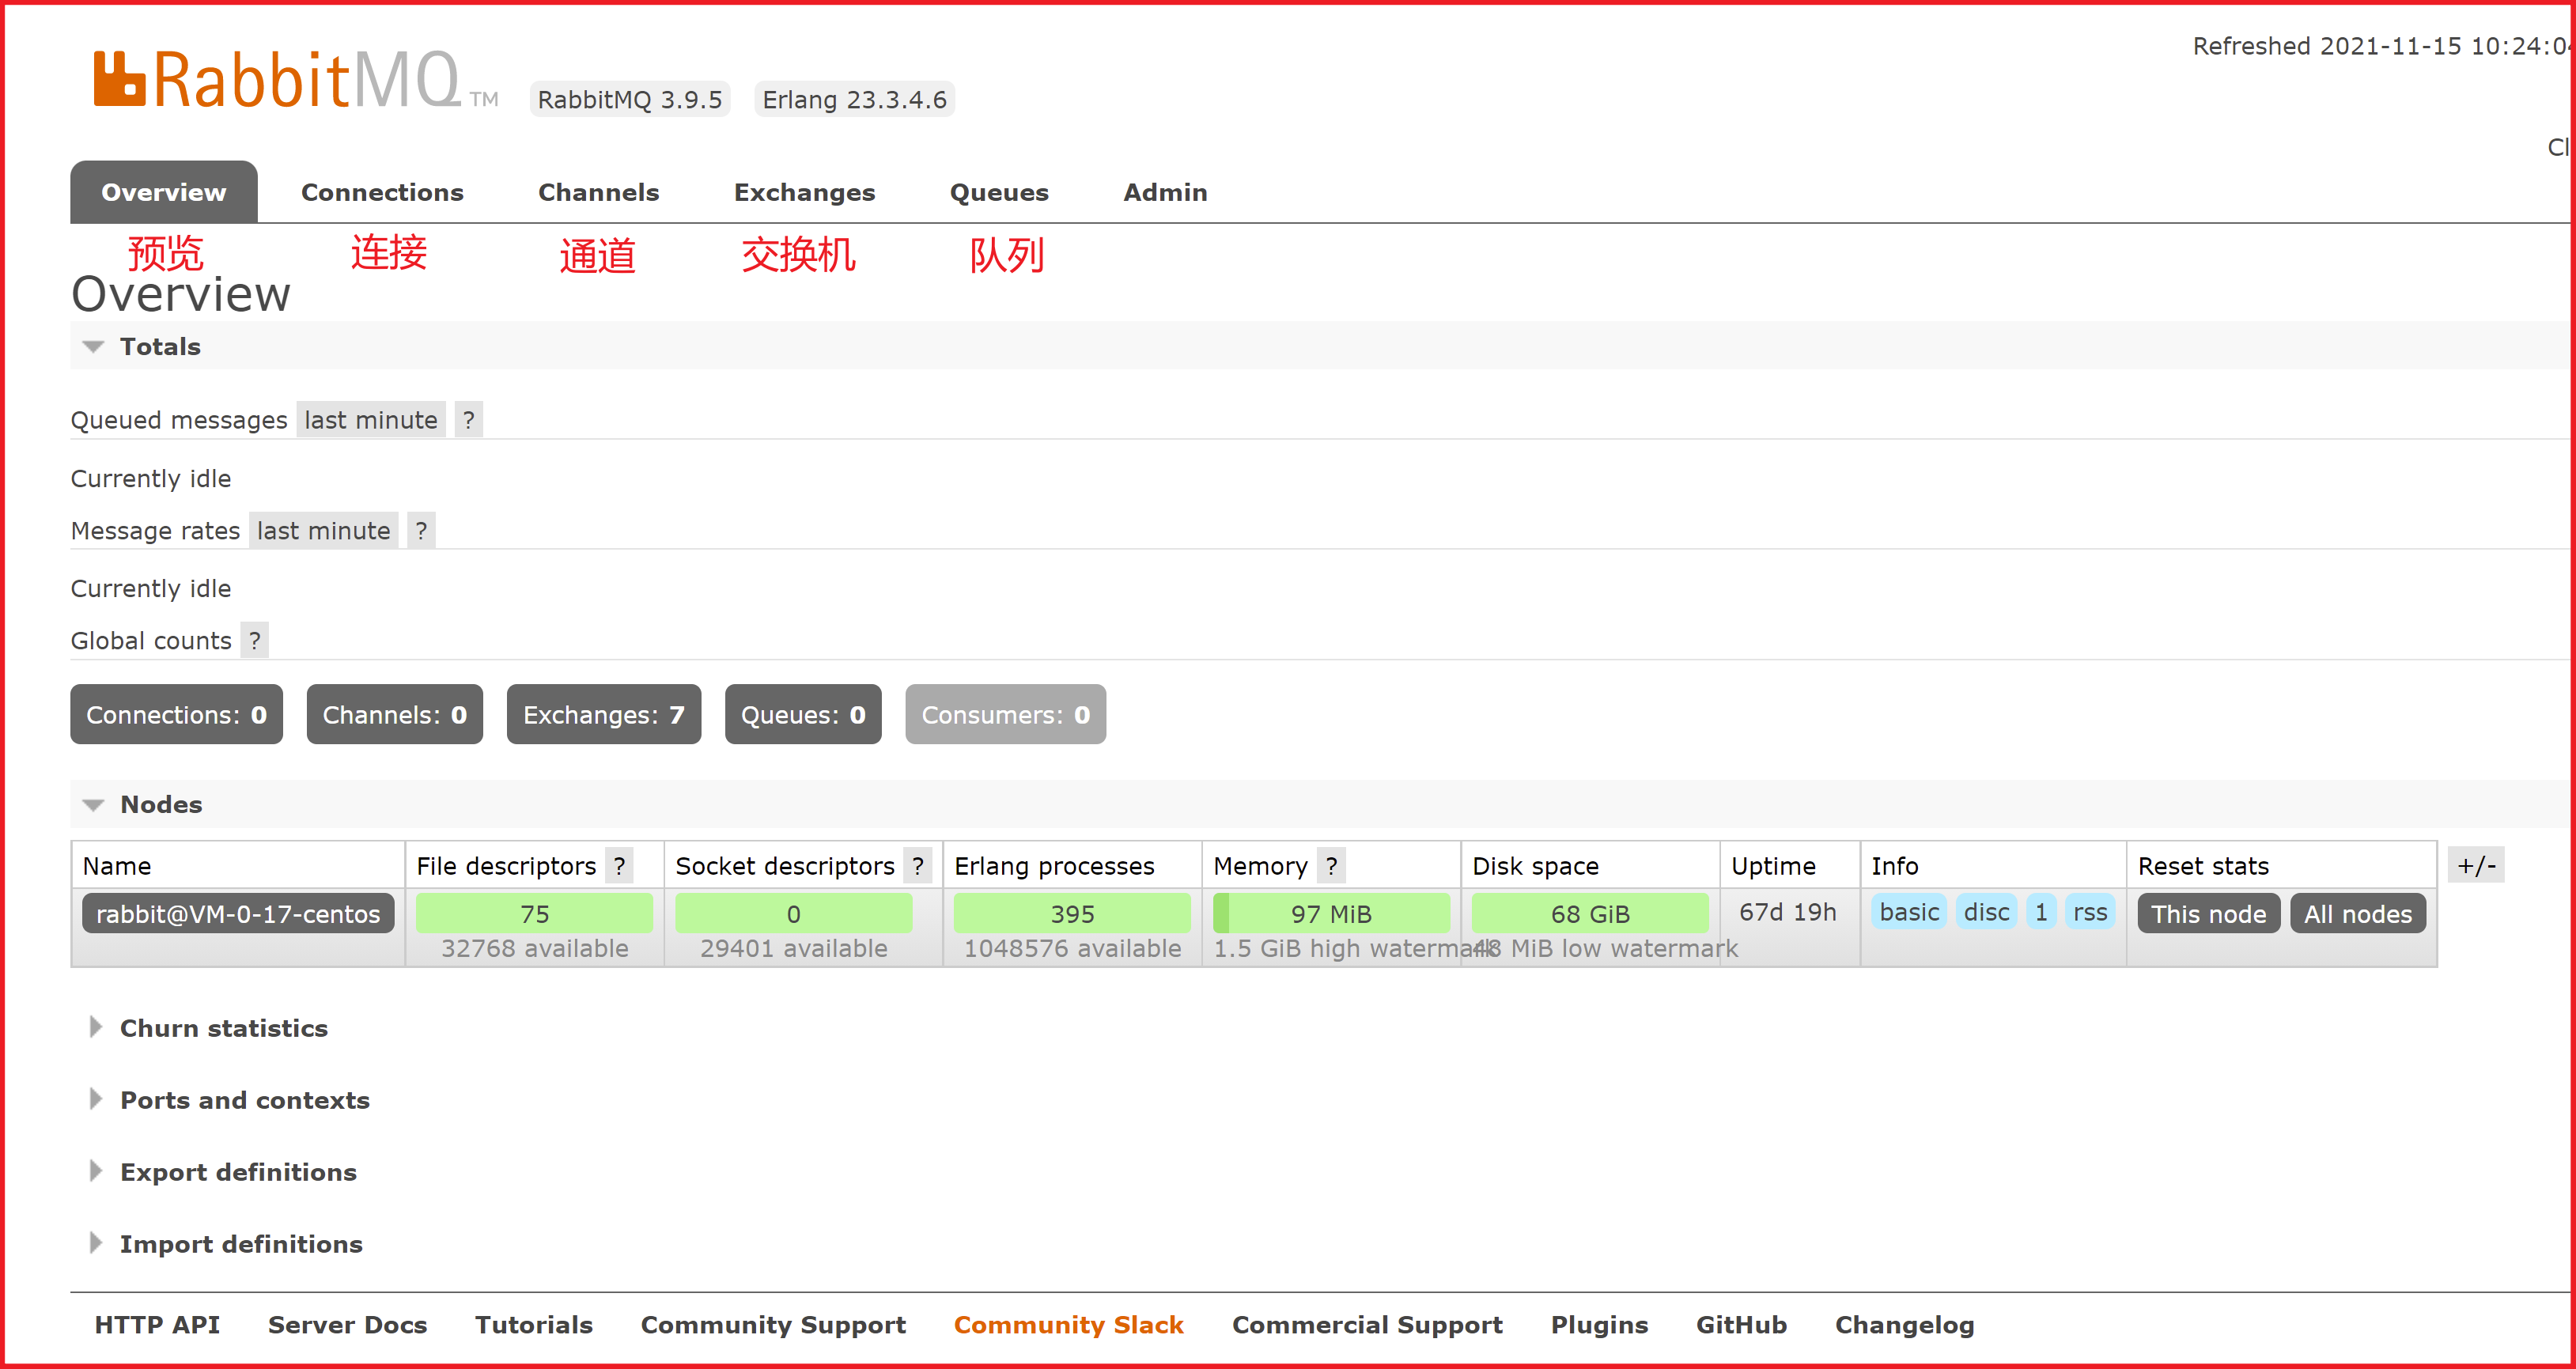 RabbitMQ TM RabbitMQ 3.9.5 Erlang 23.3.4.6
Refreshed 2021-11-15 10:24:04
Cl
Overview Connections Channels Exchanges Queues Admin
预览 连接 通道 交换机 队列
Overview
Totals
Queued messages last minute ?
Currently idle
Message rates last minute ?
Currently idle
Global counts ?
Connections: 0 Channels: 0 Exchanges: 7 Queues: 0 Consumers: 0
Nodes
Name File descriptors ? Socket descriptors ? Erlang processes Memory ? Disk space Uptime Info Reset stats +/-
rabbit@VM-0-17-centos 75 0 395 97 MiB 68 GiB 67d 19h basic disc 1 rss This node All nodes
32768 available 29401 available 1048576 available 1.5 GiB high watermark 48 MiB low watermark
Churn statistics
Ports and contexts
Export definitions
Import definitions
HTTP API Server Docs Tutorials Community Support Community Slack Commercial Support Plugins GitHub Changelog